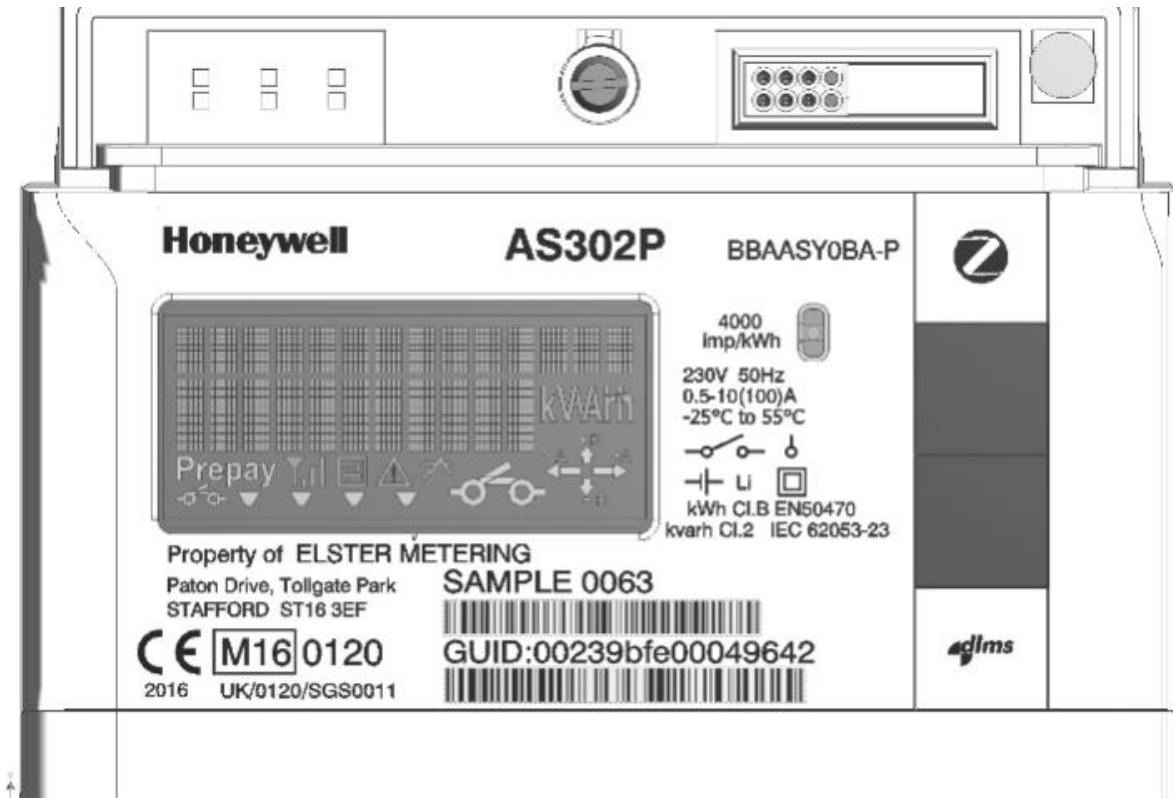 Honeywell AS302P BBAASY0BA-P
4000
imp/kWh
230V 50Hz
0.5-10(100)A
-25°C to 55°C
kWArh
Prepay
Li
kWh Cl.B EN50470
kvarh Cl.2 IEC 62053-23
Property of ELSTER METERING
Paton Drive, Tollgate Park
STAFFORD ST16 3EF
SAMPLE 0063
CE M16 0120
2016 UK/0120/SGS0011
GUID:00239bfe00049642
dlms